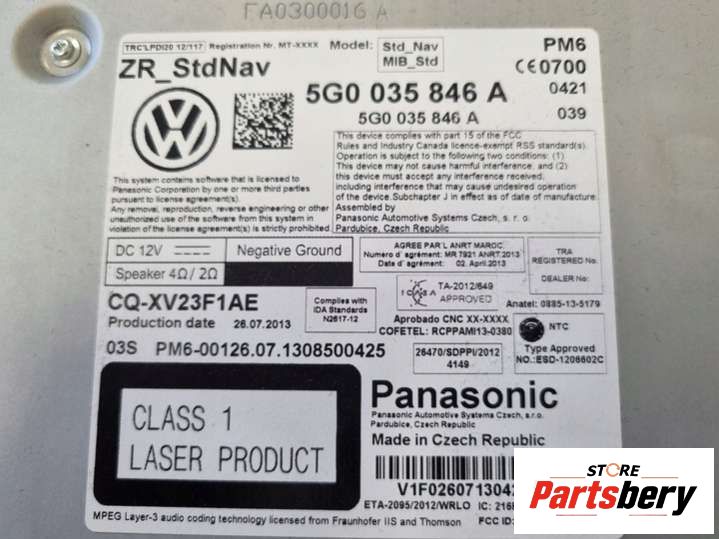 FA0300016 A
TRC'LPDI20 12/117 Registration Nr. MT-XXXX Model: Std_Nav MIB_Std PM6
ZR_StdNav
CE0700
0421
5G0 035 846 A
5G0 035 846 A
039
This device complies with part 15 of the FCC
Rules and Industry Canada licence-exempt RSS standard(s).
Operation is subject to the following two conditions: (1)
This device may not cause harmful interference, and (2)
this device must accept any interference received,
including interference that may cause undesired operation
of the device.Subchapter J in effect as of date of manufacture.
Assembled by
Panasonic Automotive Systems Czech, s. r. o.
Pardubice, Czech Republic
This system contains software components licensed to
Panasonic Corporation by one or more third parties
pursuant to license agreement(s)
Any removal, reproduction, reverse engineering or other
unauthorized use of the software from this system in
violation of the license agreement(s) is strictly prohibited.
DC 12V Negative Ground
Speaker 4Ω/ 2Ω
AGREE PAR L ANRT MAROC.
Numero d' agrément: MR 7921 ANRT.2013
Date d' agrément: 02. April.2013
TRA
REGISTERED No:
DEALER No:
CQ-XV23F1AE
Production date 26.07.2013
Complies with
IDA Standards
N2617-12
ICASA
TA-2012/649
APPROVED
Anatel: 0885-13-5179
Aprobado CNC XX-XXXX
COFETEL: RCPPAMI13-0380
NTC
03S PM6-00126.07.1308500425
26470/SDPPI/2012
4149
Type Approved
NO.:ESD-1206602C
CLASS 1
LASER PRODUCT
Panasonic
Panasonic Automotive Systems Czech, s.r.o.
Pardubice, Czech Republic
Made in Czech Republic
V1F0260713042
ETA-2095/2012/WRLO IC: 216
MPEG Layer-3 audio coding technology licensed from Fraunhofer IIS and Thomson FCC ID:
STORE
Partsbery